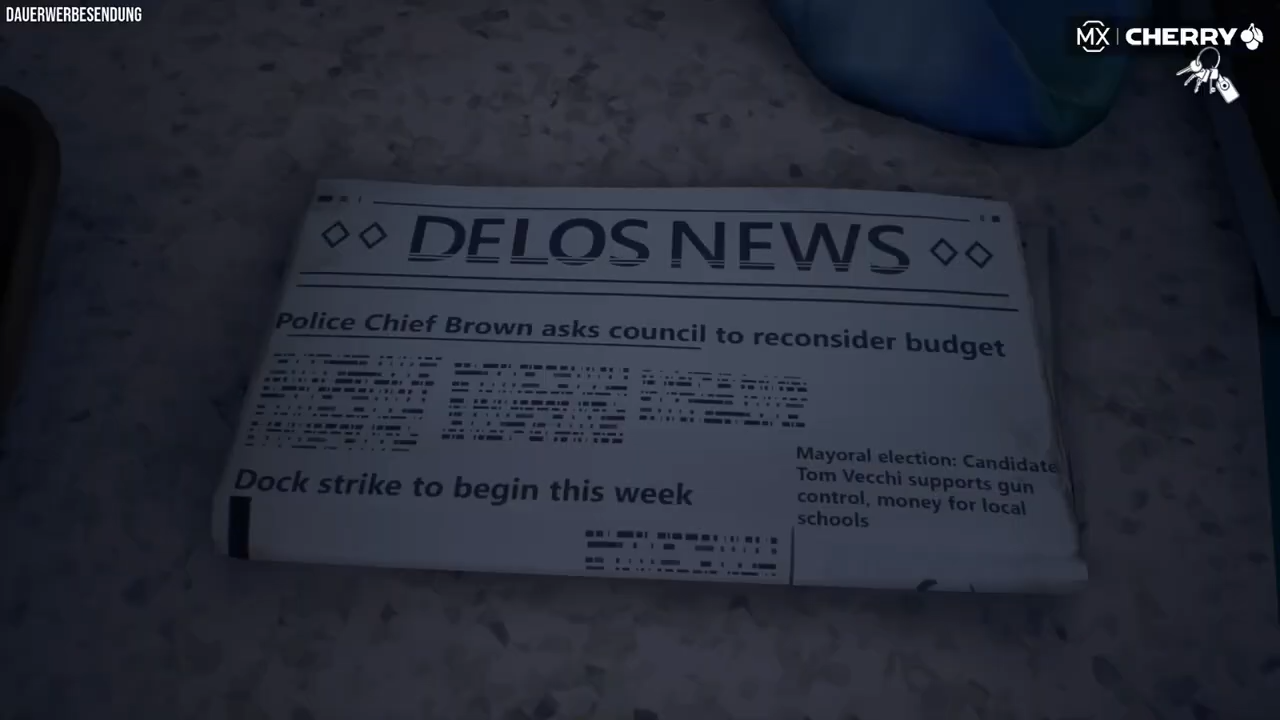 DAUERWERBESENDUNG
MX | CHERRY
DELOS NEWS
Police Chief Brown asks council to reconsider budget
Dock strike to begin this week
Mayoral election: Candidate
Tom Vecchi supports gun
control, money for local
schools